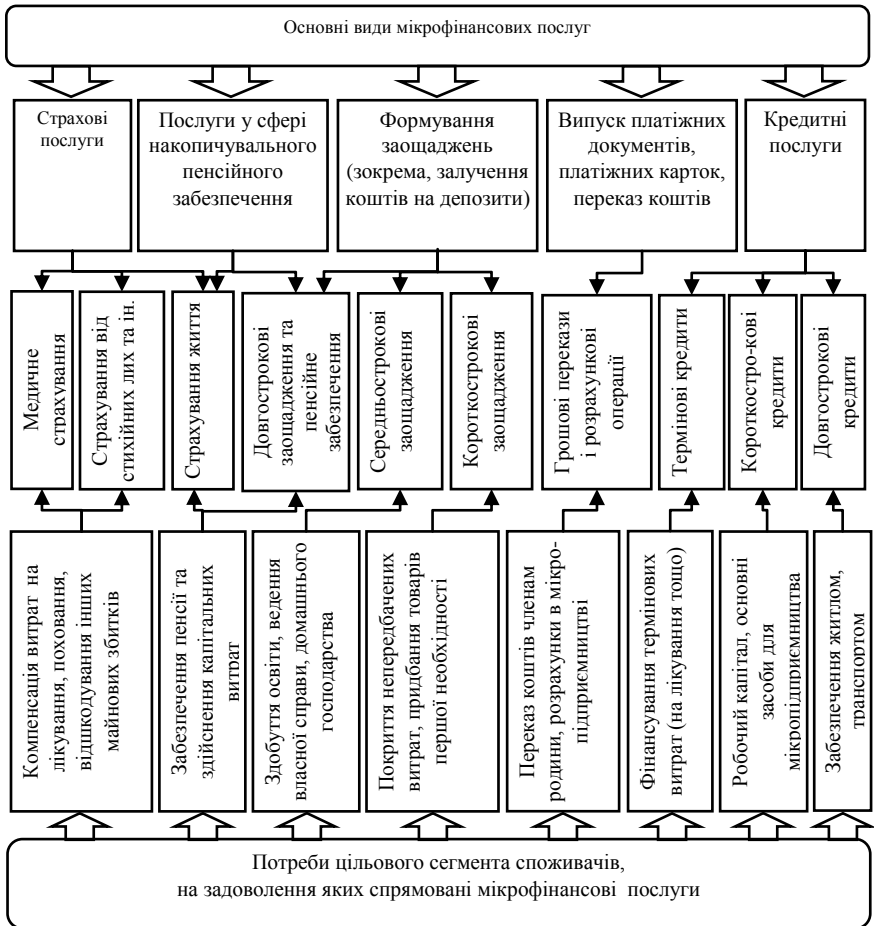 Основні види мікрофінансових послуг
Страхові
послуги
Послуги у сфері
накопичувального
пенсійного
забезпечення
Формування
заощаджень
(зокрема, залучення
коштів на депозити)
Випуск платіжних
документів,
платіжних карток,
переказ коштів
Кредитні
послуги
Медичне
страхування
Страхування від
стихійних лих та ін.
Страхування життя
Довгострокові
заощадження та
пенсійне
забезпечення
Середньострокові
заощадження
Короткострокові
заощадження
Грошові перекази
і розрахункові
операції
Термінові кредити
Короткостро-кові
кредити
Довгострокові
кредити
Компенсація витрат на
лікування, поховання,
відшкодування інших
майнових збитків
Забезпечення пенсії та
здійснення капітальних
витрат
Здобуття освіти, ведення
власної справи, домашнього
господарства
Покриття непередбачених
витрат, придбання товарів
першої необхідності
Переказ коштів членам
родини, розрахунки в мікро-
підприємстві
Фінансування термінових
витрат (на лікування тощо)
Робочий капітал, основні
засоби для
мікропідприємництва
Забезпечення житлом,
транспортом
Потреби цільового сегмента споживачів,
на задоволення яких спрямовані мікрофінансові послуги